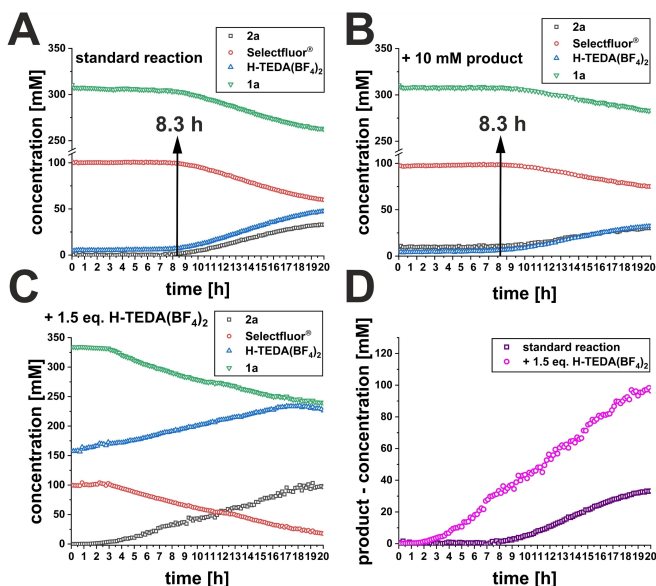 A
standard reaction
2a
Selectfluor®
H-TEDA(BF4)2
1a
8.3 h
concentration [mM]
350
300
100
50
0
0 1 2 3 4 5 6 7 8 9 10 11 12 13 14 15 16 17 18 19 20
time [h]
B
+ 10 mM product
2a
Selectfluor®
H-TEDA(BF4)2
1a
8.3 h
concentration [mM]
350
300
100
50
0
0 1 2 3 4 5 6 7 8 9 10 11 12 13 14 15 16 17 18 19 20
time [h]
C
+ 1.5 eq. H-TEDA(BF4)2
2a
Selectfluor®
H-TEDA(BF4)2
1a
concentration [mM]
350
300
250
200
150
100
50
0
0 1 2 3 4 5 6 7 8 9 10 11 12 13 14 15 16 17 18 19 20
time [h]
D
standard reaction
+ 1.5 eq. H-TEDA(BF4)2
product - concentration [mM]
120
100
80
60
40
20
0
0 1 2 3 4 5 6 7 8 9 10 11 12 13 14 15 16 17 18 19 20
time [h]